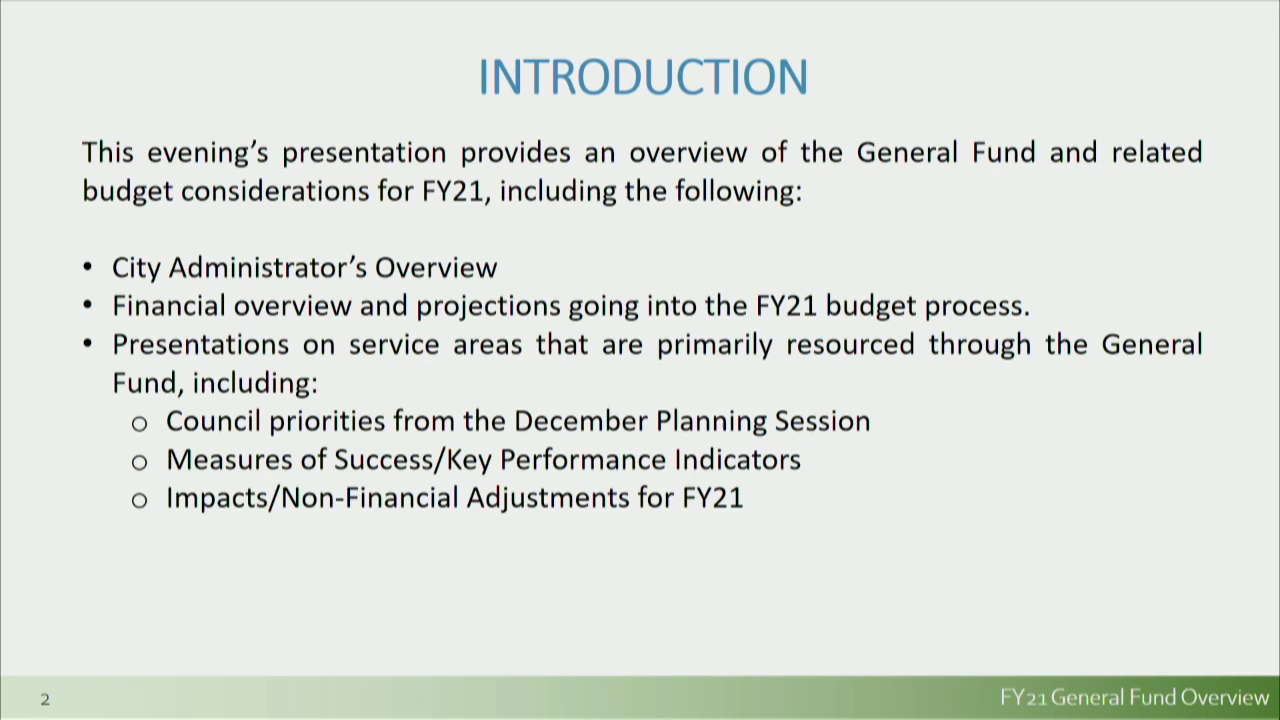 INTRODUCTION
This evening’s presentation provides an overview of the General Fund and related
budget considerations for FY21, including the following:
• City Administrator’s Overview
• Financial overview and projections going into the FY21 budget process.
• Presentations on service areas that are primarily resourced through the General
Fund, including:
o Council priorities from the December Planning Session
o Measures of Success/Key Performance Indicators
o Impacts/Non-Financial Adjustments for FY21
2
FY21 General Fund Overview